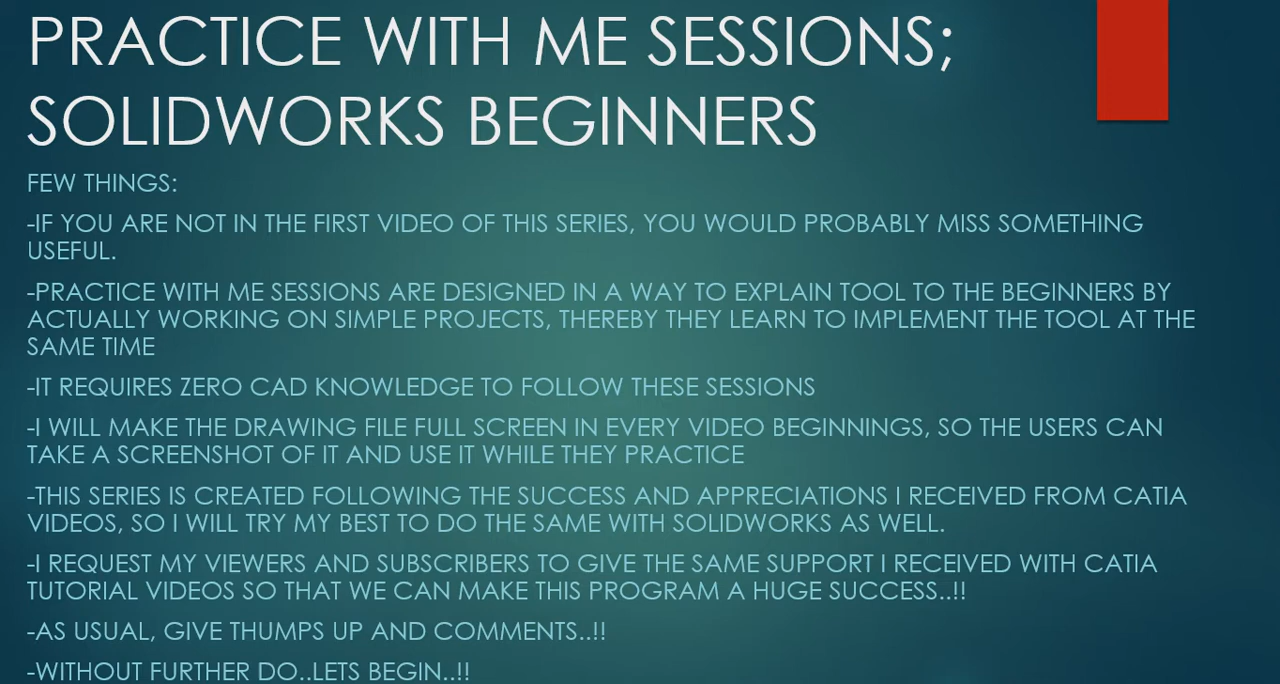 PRACTICE WITH ME SESSIONS;
SOLIDWORKS BEGINNERS
FEW THINGS:
-IF YOU ARE NOT IN THE FIRST VIDEO OF THIS SERIES, YOU WOULD PROBABLY MISS SOMETHING
USEFUL.
-PRACTICE WITH ME SESSIONS ARE DESIGNED IN A WAY TO EXPLAIN TOOL TO THE BEGINNERS BY
ACTUALLY WORKING ON SIMPLE PROJECTS, THEREBY THEY LEARN TO IMPLEMENT THE TOOL AT THE
SAME TIME
-IT REQUIRES ZERO CAD KNOWLEDGE TO FOLLOW THESE SESSIONS
-I WILL MAKE THE DRAWING FILE FULL SCREEN IN EVERY VIDEO BEGINNINGS, SO THE USERS CAN
TAKE A SCREENSHOT OF IT AND USE IT WHILE THEY PRACTICE
-THIS SERIES IS CREATED FOLLOWING THE SUCCESS AND APPRECIATIONS I RECEIVED FROM CATIA
VIDEOS, SO I WILL TRY MY BEST TO DO THE SAME WITH SOLIDWORKS AS WELL.
-I REQUEST MY VIEWERS AND SUBSCRIBERS TO GIVE THE SAME SUPPORT I RECEIVED WITH CATIA
TUTORIAL VIDEOS SO THAT WE CAN MAKE THIS PROGRAM A HUGE SUCCESS..!!
-AS USUAL, GIVE THUMPS UP AND COMMENTS..!!
-WITHOUT FURTHER DO..LETS BEGIN..!!